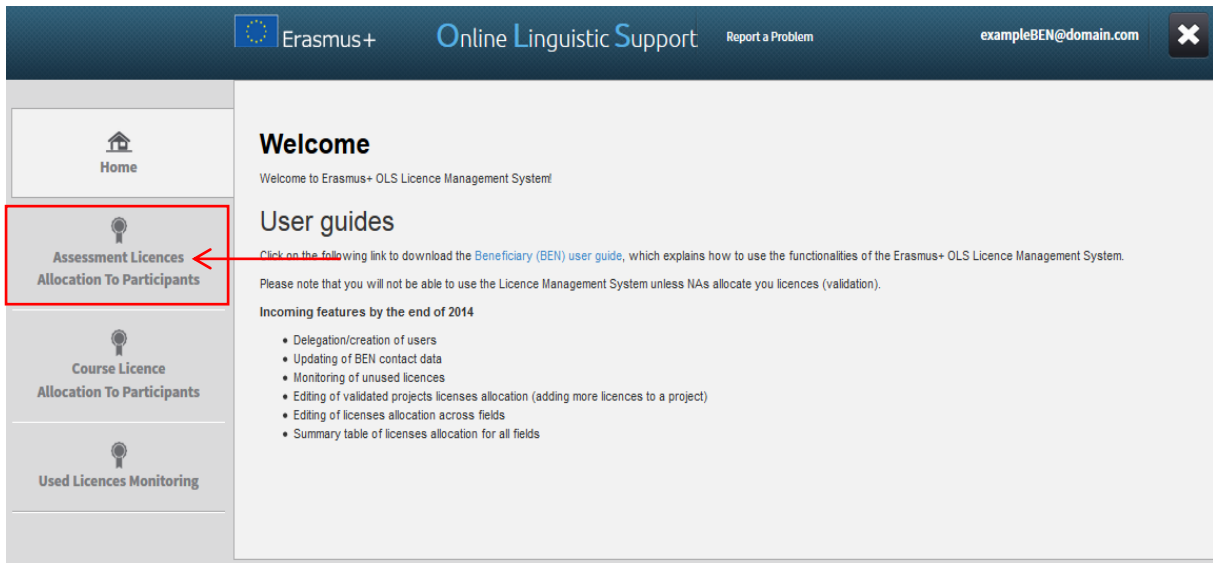 Erasmus+
Online Linguistic Support
Report a Problem
exampleBEN@domain.com
Home
Assessment Licences
Allocation To Participants
Course Licence
Allocation To Participants
Used Licences Monitoring
Welcome
Welcome to Erasmus+ OLS Licence Management System!
User guides
Click on the following link to download the Beneficiary (BEN) user guide, which explains how to use the functionalities of the Erasmus+ OLS Licence Management System.
Please note that you will not be able to use the Licence Management System unless NAs allocate you licences (validation).
Incoming features by the end of 2014
• Delegation/creation of users
• Updating of BEN contact data
• Monitoring of unused licences
• Editing of validated projects licenses allocation (adding more licences to a project)
• Editing of licenses allocation across fields
• Summary table of licenses allocation for all fields